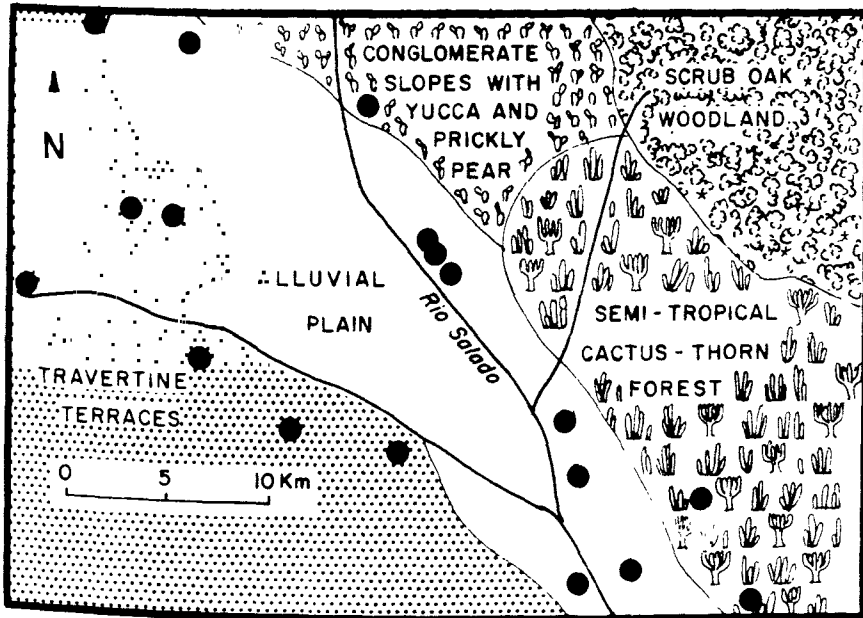 CONGLOMERATE
SLOPES WITH
YUCCA AND
PRICKLY
PEAR
SCRUB OAK
WOODLAND
N
LLUVIAL
PLAIN
Rio Salado
SEMI-TROPICAL
CACTUS-THORN
FOREST
TRAVERTINE
TERRACES
0 5 10 Km